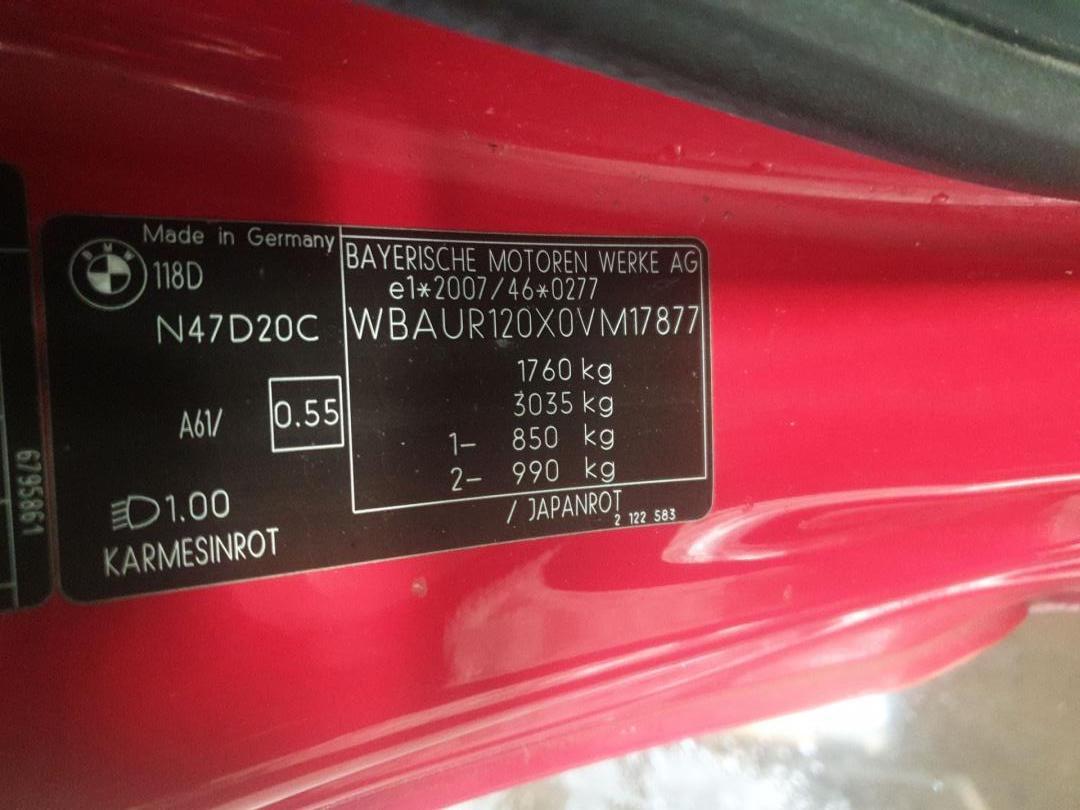 Made in Germany
BMW
118D
N47D20C
A61/
0.55
1.00
KARMESINROT
BAYERISCHE MOTOREN WERKE AG
e1*2007/46*0277
WBAUR120X0VM17877
1760 kg
3035 kg
1- 850 kg
2- 990 kg
/ JAPANROT
2 122 583
6795861